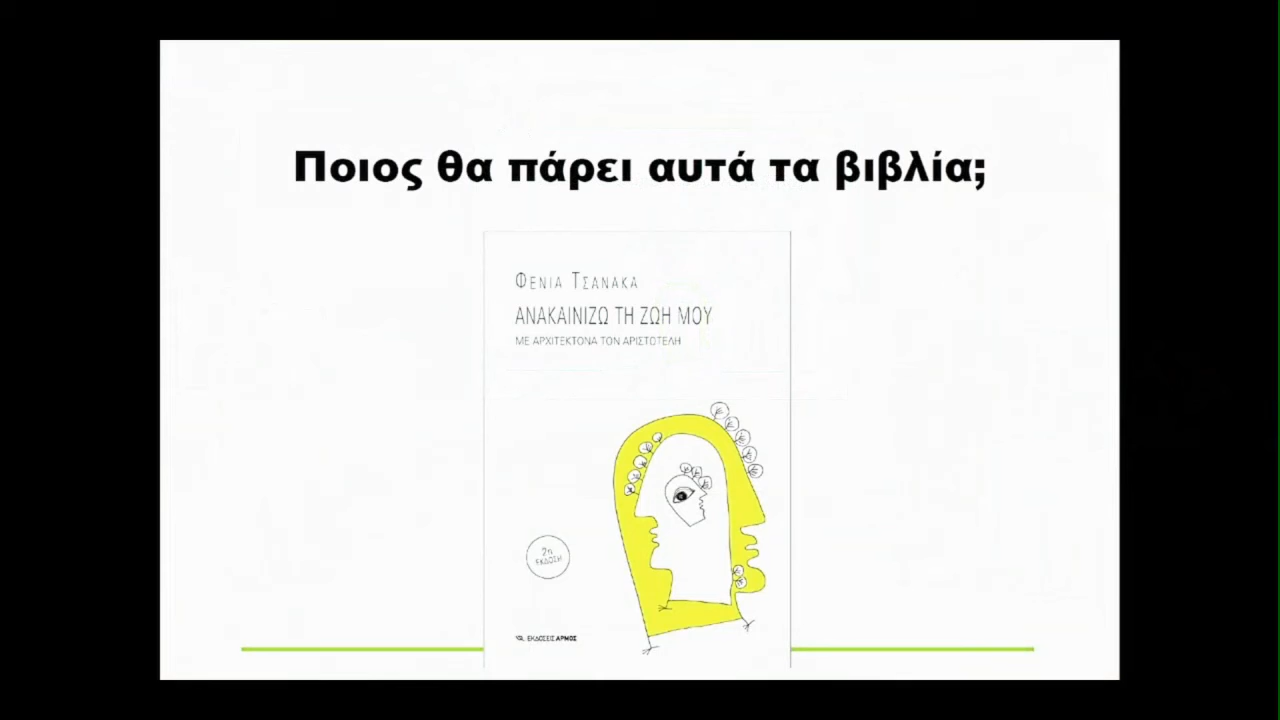 Ποιος θα πάρει αυτά τα βιβλία;
ΦΕΝΙΑ ΤΣΑΝΑΚΑ
ΑΝΑΚΑΙΝΙΖΩ ΤΗ ΖΩΗ ΜΟΥ
ΜΕ ΑΡΧΙΤΕΚΤΟΝΑ ΤΟΝ ΑΡΙΣΤΟΤΕΛΗ
2η
ΕΚΔΟΣΗ
ΕΚΔΟΣΕΙΣ ΑΡΜΟΣ